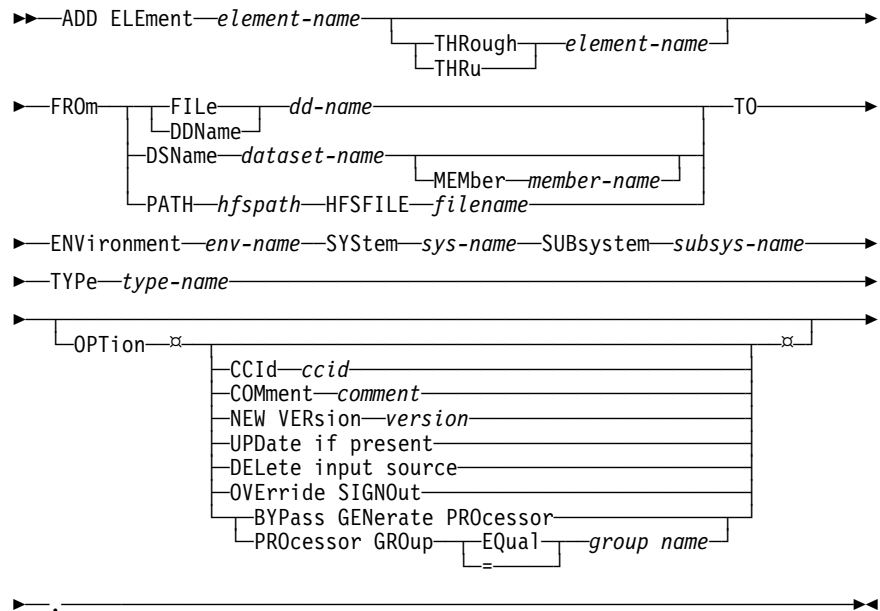 ADD ELEment element-name
THRough element-name
THRu
FROm FILe dd-name TO
DDName
DSName dataset-name
MEMber member-name
PATH hfspath HFSFILE filename
ENVironment env-name SYStem sys-name SUBsystem subsys-name
TYPe type-name
OPTion ¤ ¤
CCId ccid
COMment comment
NEW VERsion version
UPDate if present
DELete input source
OVErride SIGNOut
BYPass GENerate PROcessor
PROcessor GROup EQual group name
=
.